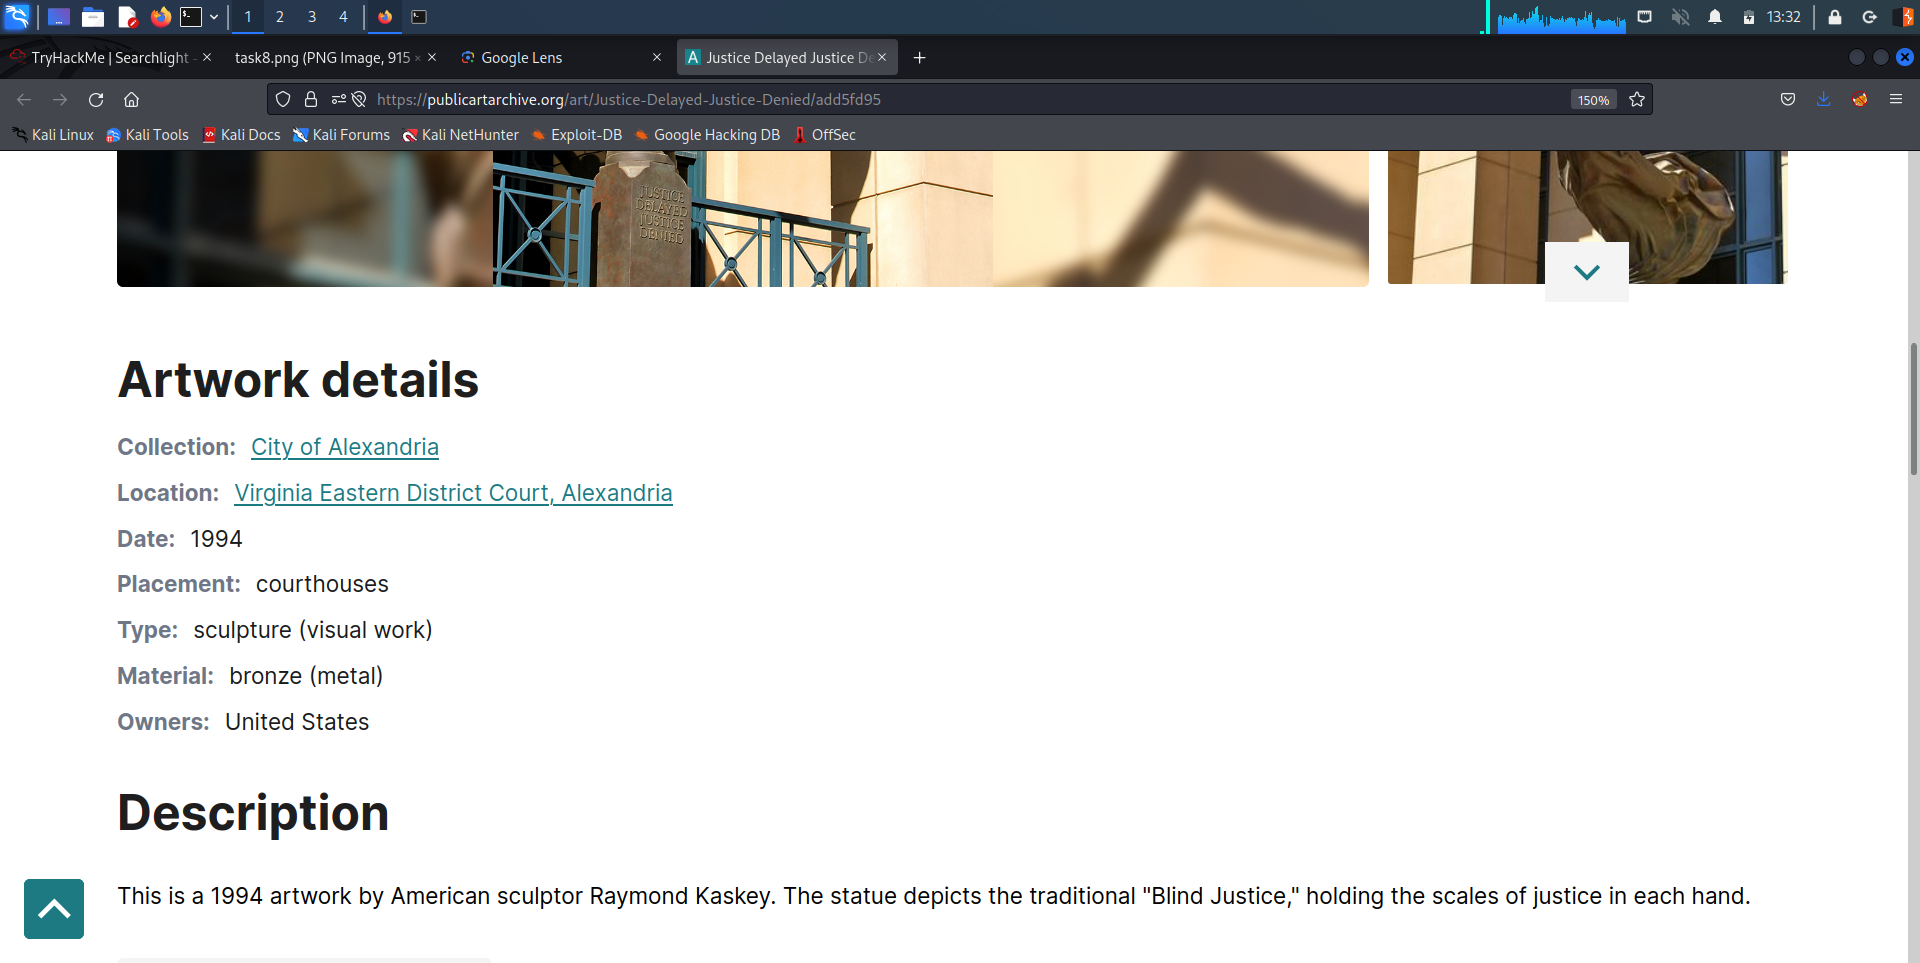 1 2 3 4 13:32
TryHackMe | Searchlight - task8.png (PNG Image, 915 × Google Lens Justice Delayed Justice De
https://publicartarchive.org/art/Justice-Delayed-Justice-Denied/add5fd95 150%
Kali Linux Kali Tools Kali Docs Kali Forums Kali NetHunter Exploit-DB Google Hacking DB OffSec
JUSTICE
DELAYED
JUSTICE
DENIED
Artwork details
Collection: City of Alexandria
Location: Virginia Eastern District Court, Alexandria
Date: 1994
Placement: courthouses
Type: sculpture (visual work)
Material: bronze (metal)
Owners: United States
Description
This is a 1994 artwork by American sculptor Raymond Kaskey. The statue depicts the traditional "Blind Justice," holding the scales of justice in each hand.